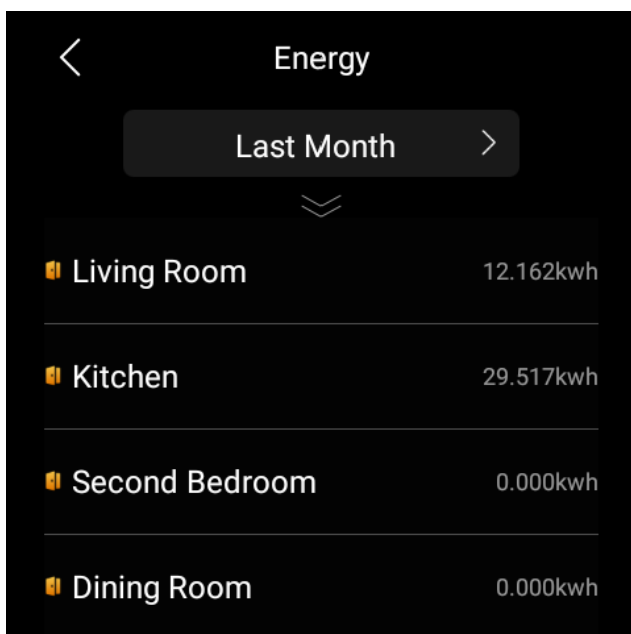 Energy
Last Month
Living Room 12.162kwh
Kitchen 29.517kwh
Second Bedroom 0.000kwh
Dining Room 0.000kwh